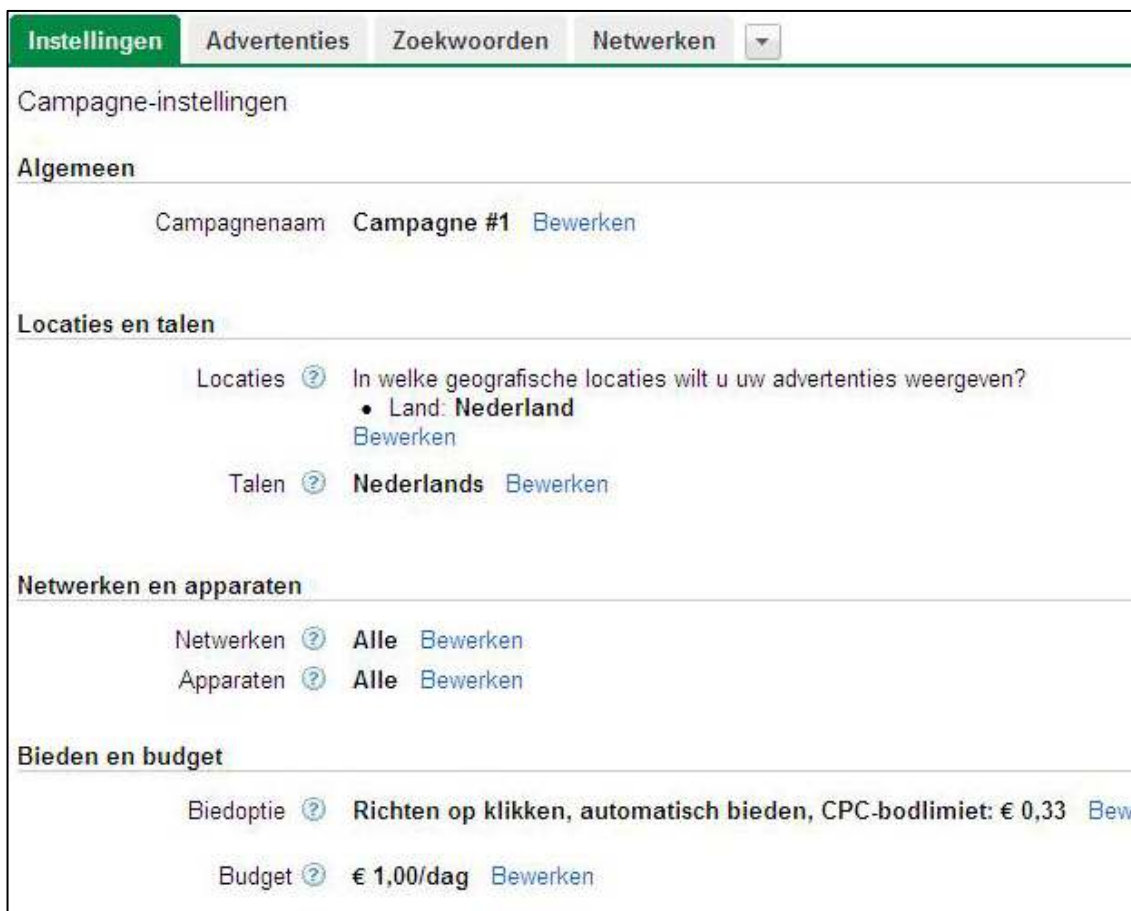 Instellingen Advertenties Zoekwoorden Netwerken
Campagne-instellingen
Algemeen
Campagnenaam Campagne #1 Bewerken
Locaties en talen
Locaties ? In welke geografische locaties wilt u uw advertenties weergeven?
• Land: Nederland
Bewerken
Talen ? Nederlands Bewerken
Netwerken en apparaten
Netwerken ? Alle Bewerken
Apparaten ? Alle Bewerken
Bieden en budget
Biedoptie ? Richten op klikken, automatisch bieden, CPC-bodlimiet: € 0,33 Bew
Budget ? € 1,00/dag Bewerken